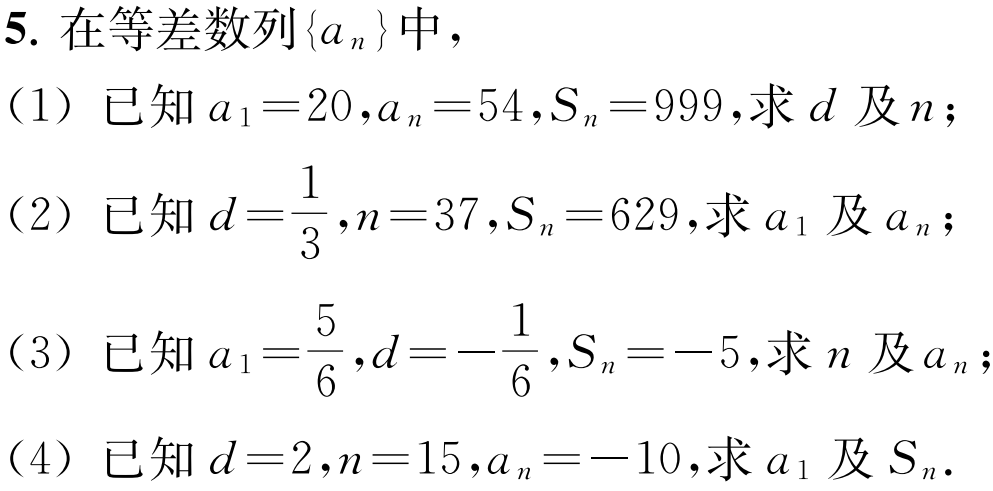 5. 在等差数列{aₙ}中,
(1) 已知 a₁=20,aₙ=54,Sₙ=999,求 d 及 n;
(2) 已知 d=1/3,n=37,Sₙ=629,求 a₁ 及 aₙ;
(3) 已知 a₁=5/6,d=-1/6,Sₙ=-5,求 n 及 aₙ;
(4) 已知 d=2,n=15,aₙ=-10,求 a₁ 及 Sₙ.